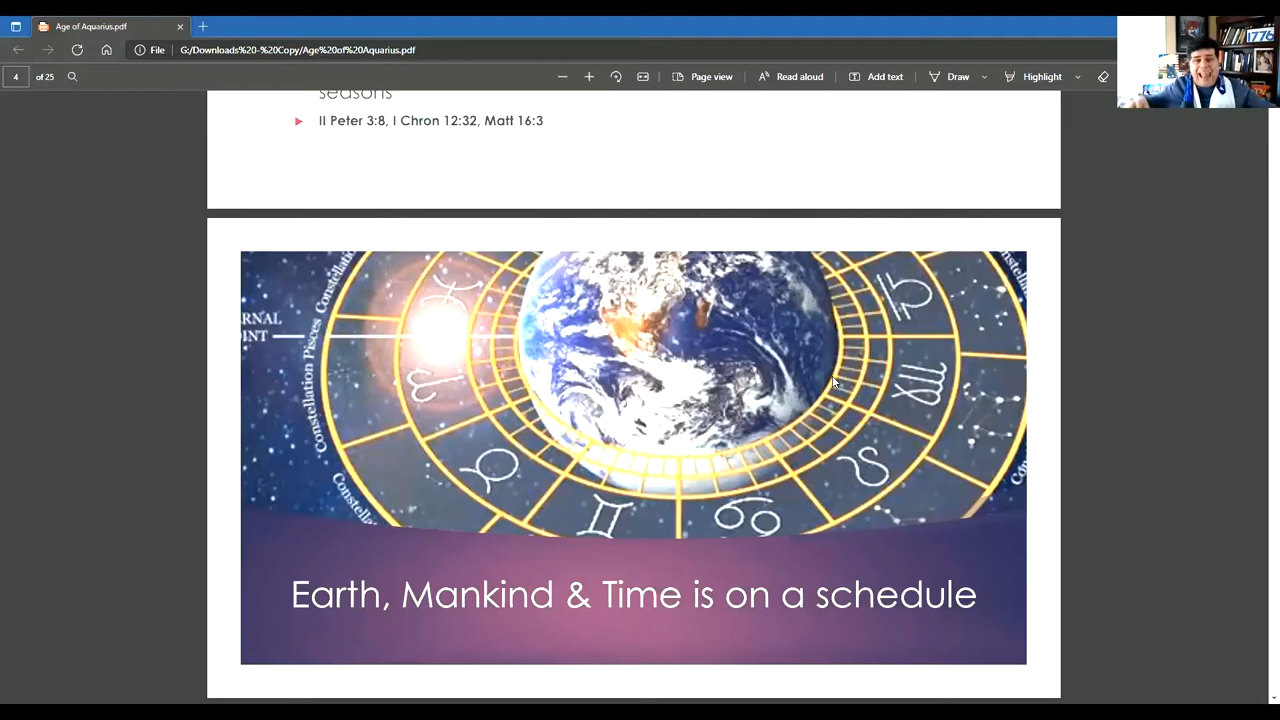 Age of Aquarius.pdf
File
G:/Downloads%20-%20Copy/Age%20of%20Aquarius.pdf
4
of 25
Page view
Read aloud
Add text
Draw
Highlight
1776
seasons
II Peter 3:8, I Chron 12:32, Matt 16:3
RNAL
INT
Constellation Pisces
Earth, Mankind & Time is on a schedule